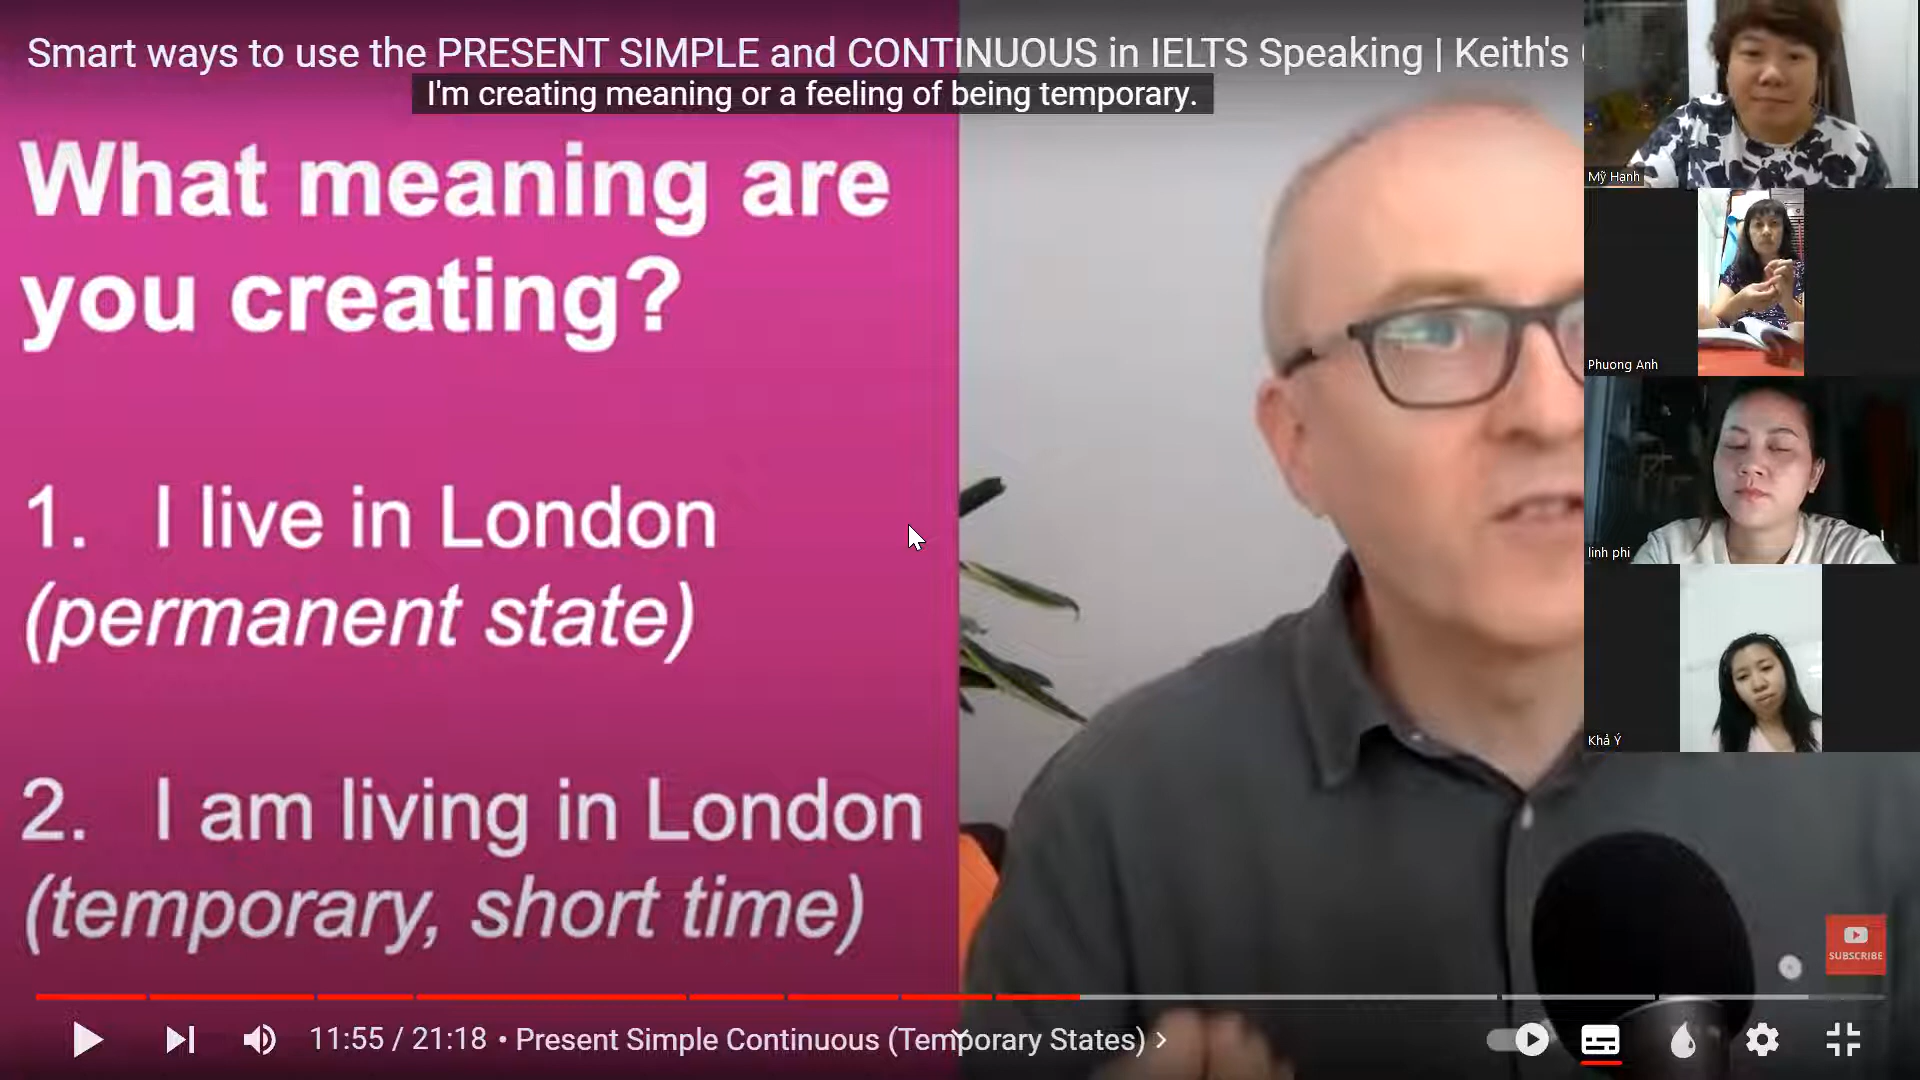 Smart ways to use the PRESENT SIMPLE and CONTINUOUS in IELTS Speaking | Keith's
I'm creating meaning or a feeling of being temporary.
What meaning are
you creating?
1. I live in London
(permanent state)
2. I am living in London
(temporary, short time)
Mỹ Hạnh
Phuong Anh
linh phi
Khả Ý
SUBSCRIBE
11:55 / 21:18 • Present Simple Continuous (Temporary States)